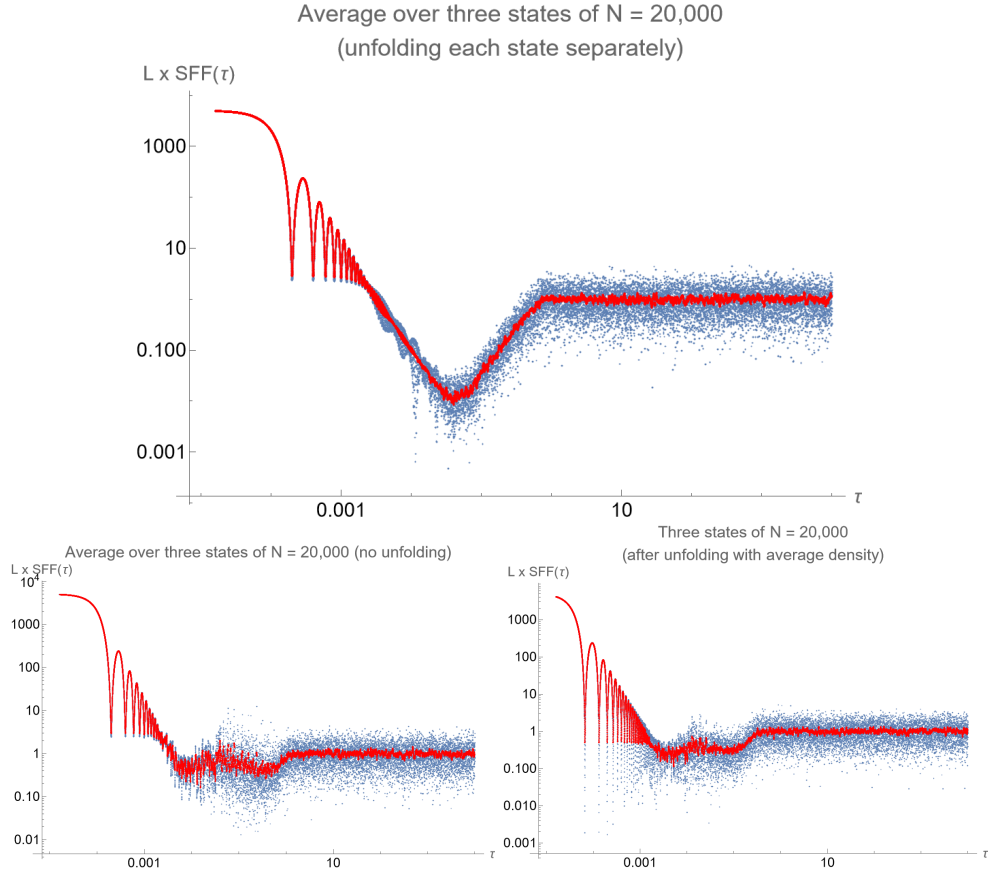 Average over three states of N = 20,000
(unfolding each state separately)
L x SFF(τ)
1000
10
0.100
0.001
0.001
10
τ
Average over three states of N = 20,000 (no unfolding)
L x SFF(τ)
10^4
1000
100
10
1
0.10
0.01
0.001
10
τ
Three states of N = 20,000
(after unfolding with average density)
L x SFF(τ)
1000
100
10
1
0.100
0.010
0.001
0.001
10
τ